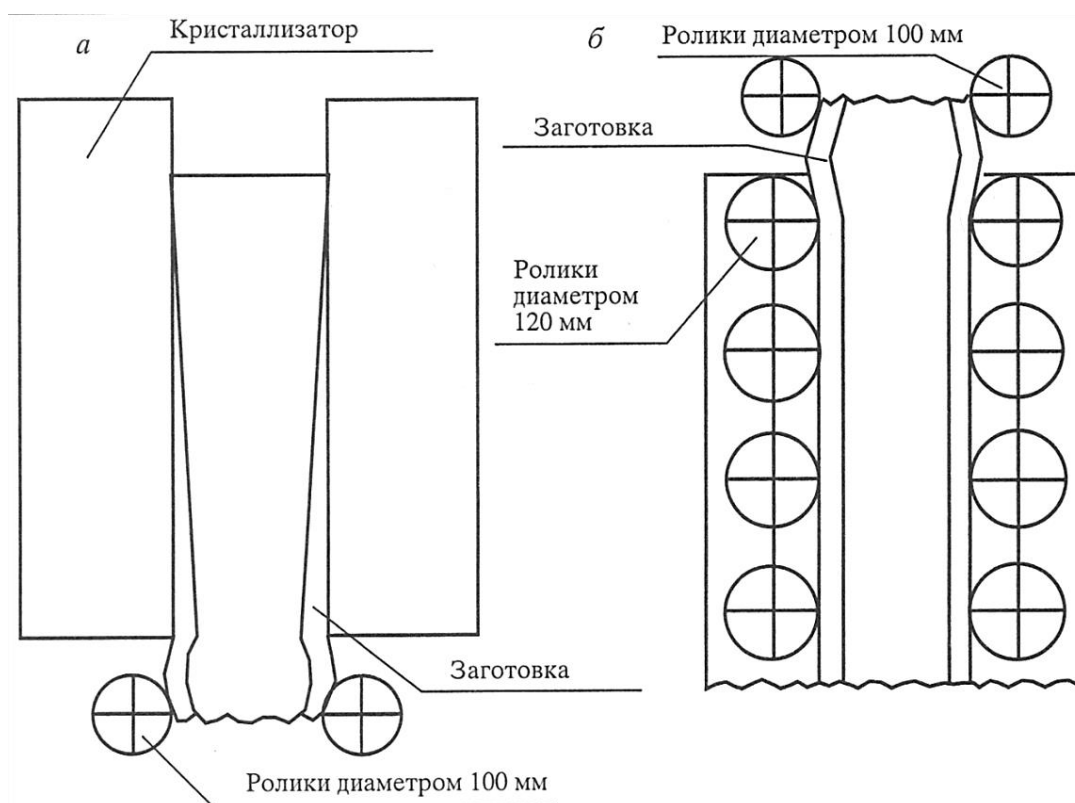 а
Кристаллизатор
Заготовка
Ролики диаметром 100 мм
б
Ролики диаметром 100 мм
Заготовка
Ролики
диаметром
120 мм